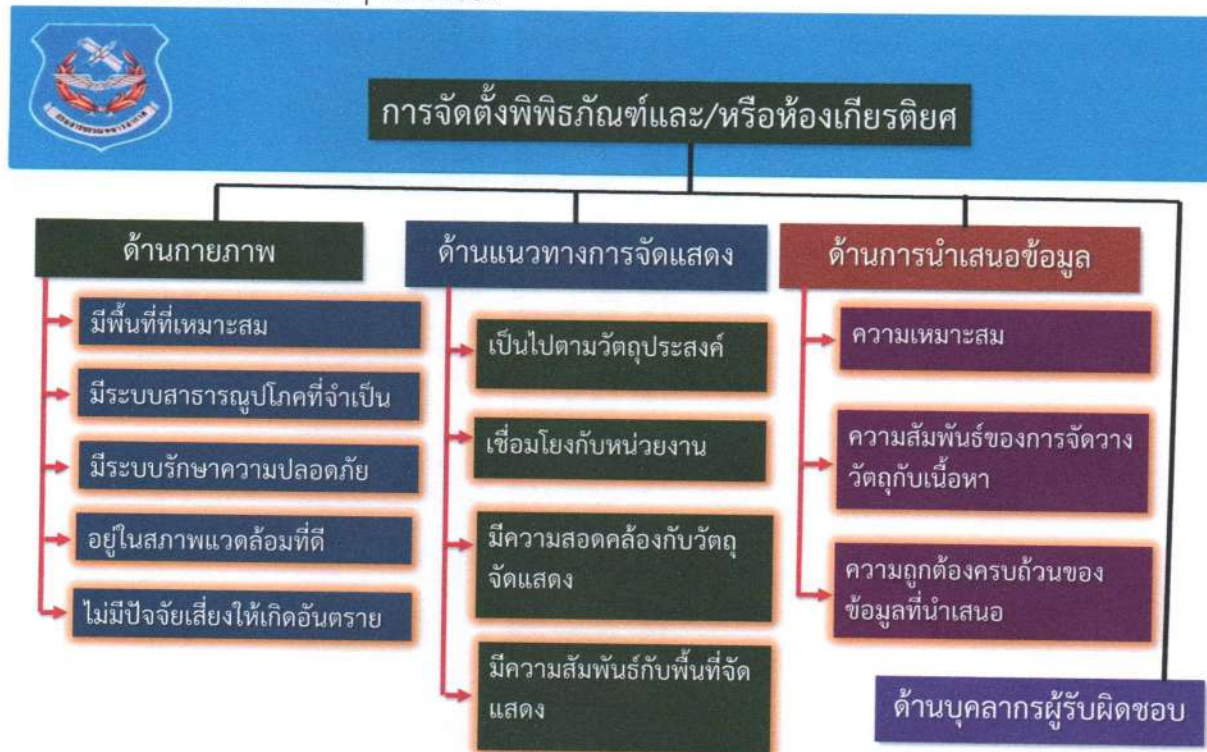 การจัดตั้งพิพิธภัณฑ์และ/หรือห้องเกียรติยศ
ด้านกายภาพ
มีพื้นที่ที่เหมาะสม
มีระบบสาธารณูปโภคที่จำเป็น
มีระบบรักษาความปลอดภัย
อยู่ในสภาพแวดล้อมที่ดี
ไม่มีปัจจัยเสี่ยงให้เกิดอันตราย
ด้านแนวทางการจัดแสดง
เป็นไปตามวัตถุประสงค์
เชื่อมโยงกับหน่วยงาน
มีความสอดคล้องกับวัตถุ
จัดแสดง
มีความสัมพันธ์กับพื้นที่จัด
แสดง
ด้านการนำเสนอข้อมูล
ความเหมาะสม
ความสัมพันธ์ของการจัดวาง
วัตถุกับเนื้อหา
ความถูกต้องครบถ้วนของ
ข้อมูลที่นำเสนอ
ด้านบุคลากรผู้รับผิดชอบ